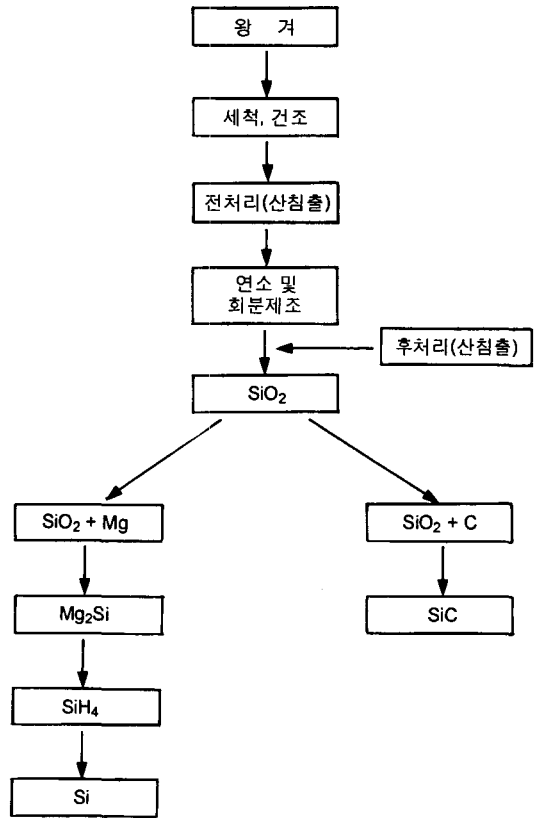 왕 겨
세척, 건조
전처리(산침출)
연소 및
회분제조
후처리(산침출)
SiO₂
SiO₂ + Mg
SiO₂ + C
Mg₂Si
SiC
SiH₄
Si